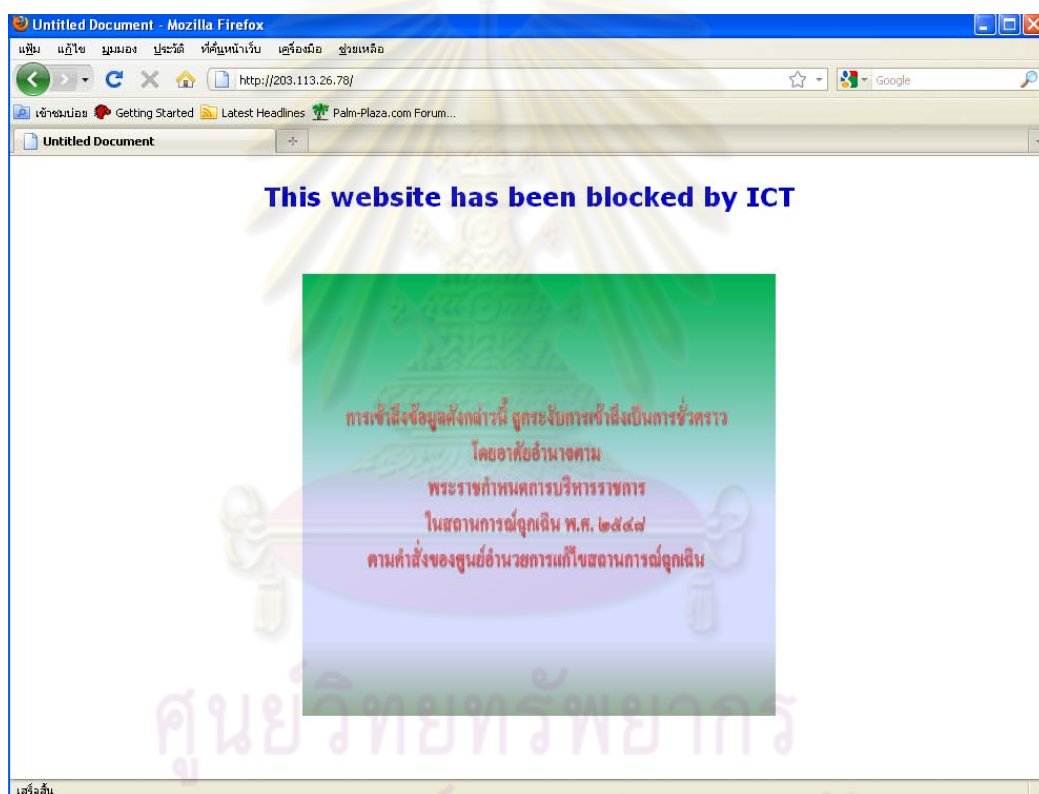 Untitled Document - Mozilla Firefox
แฟ้ม แก้ไข มุมมอง ประวัติ ที่คั่นหน้าเว็บ เครื่องมือ ช่วยเหลือ
http://203.113.26.78/ Google
เข้าชมบ่อย Getting Started Latest Headlines Palm-Plaza.com Forum...
Untitled Document
This website has been blocked by ICT
การเข้าถึงข้อมูลดังกล่าวนี้ ถูกระงับการเข้าถึงเป็นการชั่วคราว
โดยอาศัยอำนาจตาม
พระราชกำหนดการบริหารราชการ
ในสถานการณ์ฉุกเฉิน พ.ศ. ๒๕๔๘
ตามคำสั่งของศูนย์อำนวยการแก้ไขสถานการณ์ฉุกเฉิน
ศูนย์วิทยทรัพยากร
เสร็จสิ้น